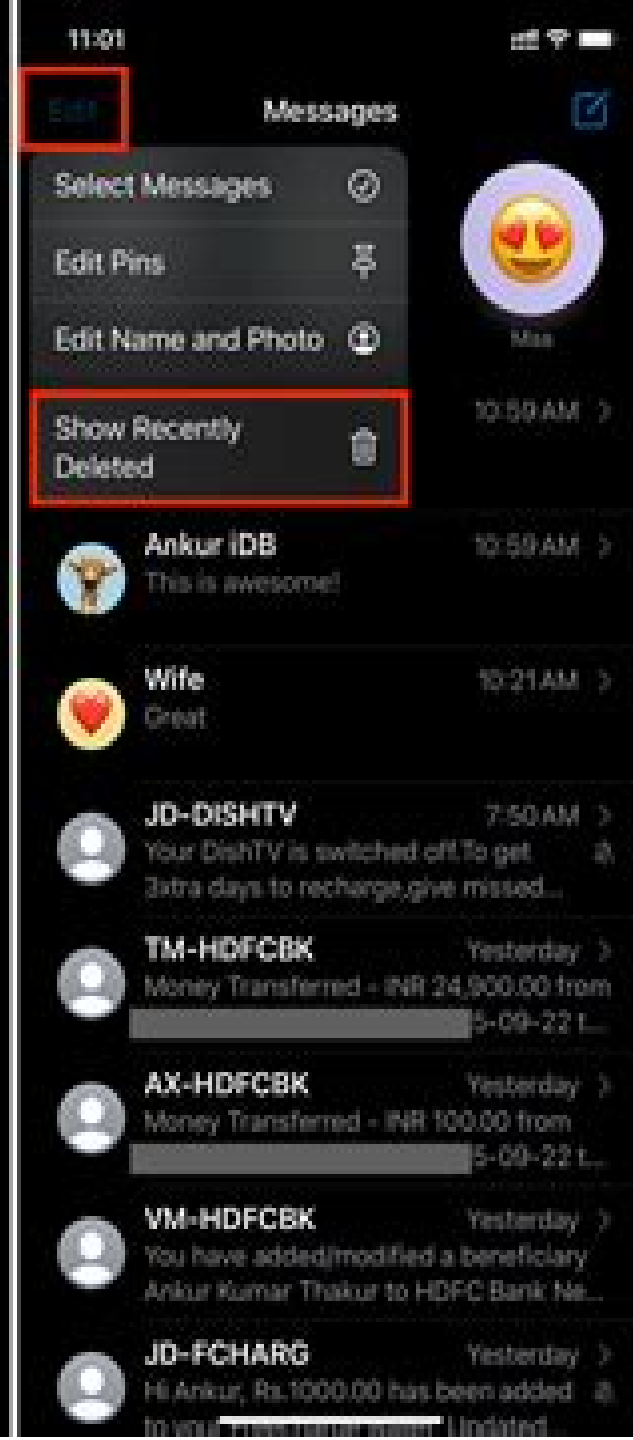 11:01
Edit
Messages
Select Messages
Edit Pins
Edit Name and Photo
Show Recently
Deleted
Maa
10:59 AM
Ankur iDB
10:59 AM
This is awesome!
Wife
10:21 AM
Great
JD-DISHTV
7:50 AM
Your DishTV is switched off.To get
3xtra days to recharge,give missed...
TM-HDFCBK
Yesterday
Money Transferred - INR 24,900.00 from
5-09-22 t...
AX-HDFCBK
Yesterday
Money Transferred - INR 100.00 from
5-09-22 t...
VM-HDFCBK
Yesterday
You have added/modified a beneficiary
Ankur Kumar Thakur to HDFC Bank Ne...
JD-FCHARG
Yesterday
Hi Ankur, Rs.1000.00 has been added
to your Updated...